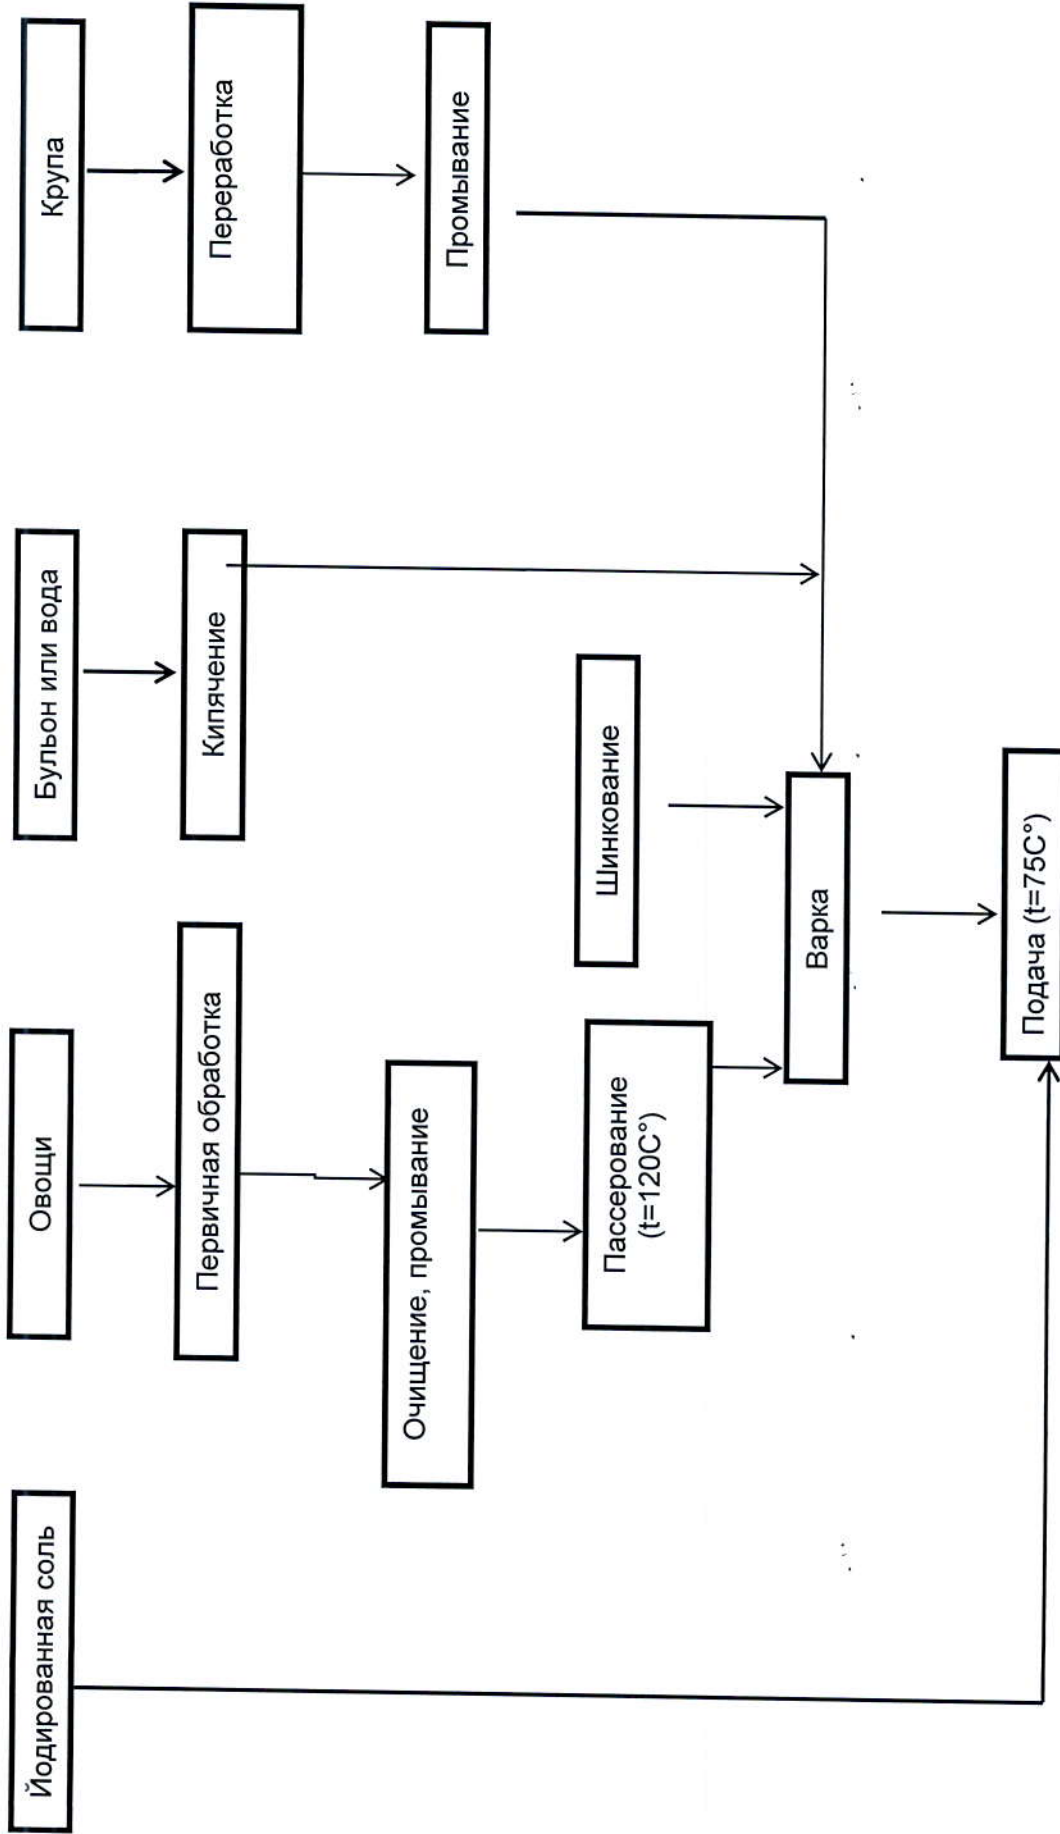 Йодированная соль
Овощи
Бульон или вода
Крупа
Первичная обработка
Кипячение
Переработка
Очищение, промывание
Промывание
Пассерование
(t=120C°)
Шинкование
Варка
Подача (t=75C°)